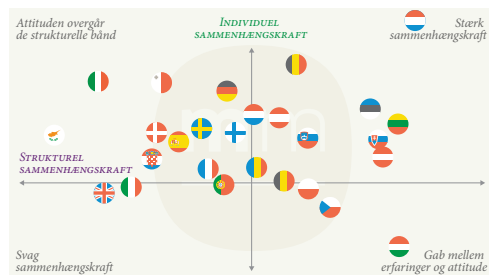 Attituden overgår
de strukturelle bånd
INDIVIDUEL
SAMMENHÆNGSKRAFT
Stærk
sammenhængskraft
STRUKTUREL
SAMMENHÆNGSKRAFT
Svag
sammenhængskraft
Gab mellem
erfaringer og attitude